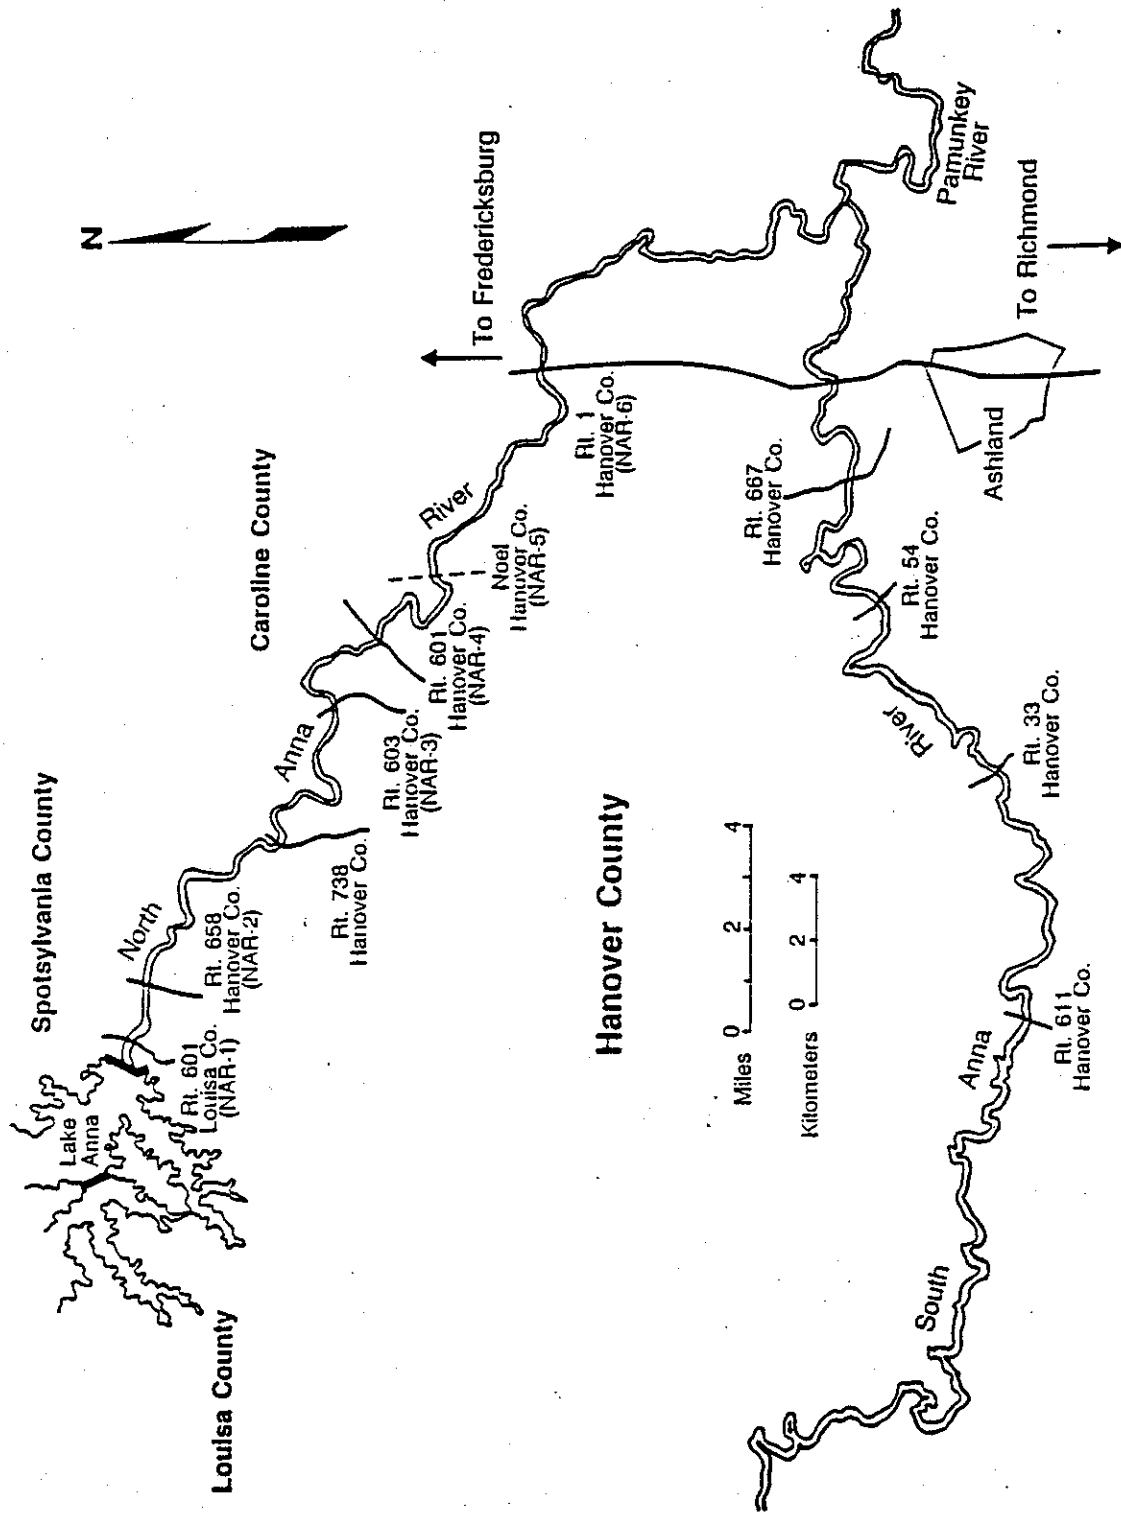 N
Spotsylvania County
Caroline County
To Fredericksburg
Lake
Anna
North
Anna
River
Rt. 601
Louisa Co.
(NAR-1)
Rt. 658
Hanover Co.
(NAR-2)
Rt. 738
Hanover Co.
Rt. 603
Hanover Co.
(NAR-3)
Rt. 601
Hanover Co.
(NAR-4)
Noel
Hanovor Co.
(NAR-5)
Rt. 1
Hanover Co.
(NAR-6)
Louisa County
Hanover County
Miles
0 2 4
Kilometers
0 2 4
Pamunkey
River
To Richmond
Ashland
Rt. 667
Hanover Co.
Rt. 54
Hanover Co.
River
Rt. 33
Hanover Co.
Anna
Rt. 611
Hanover Co.
South